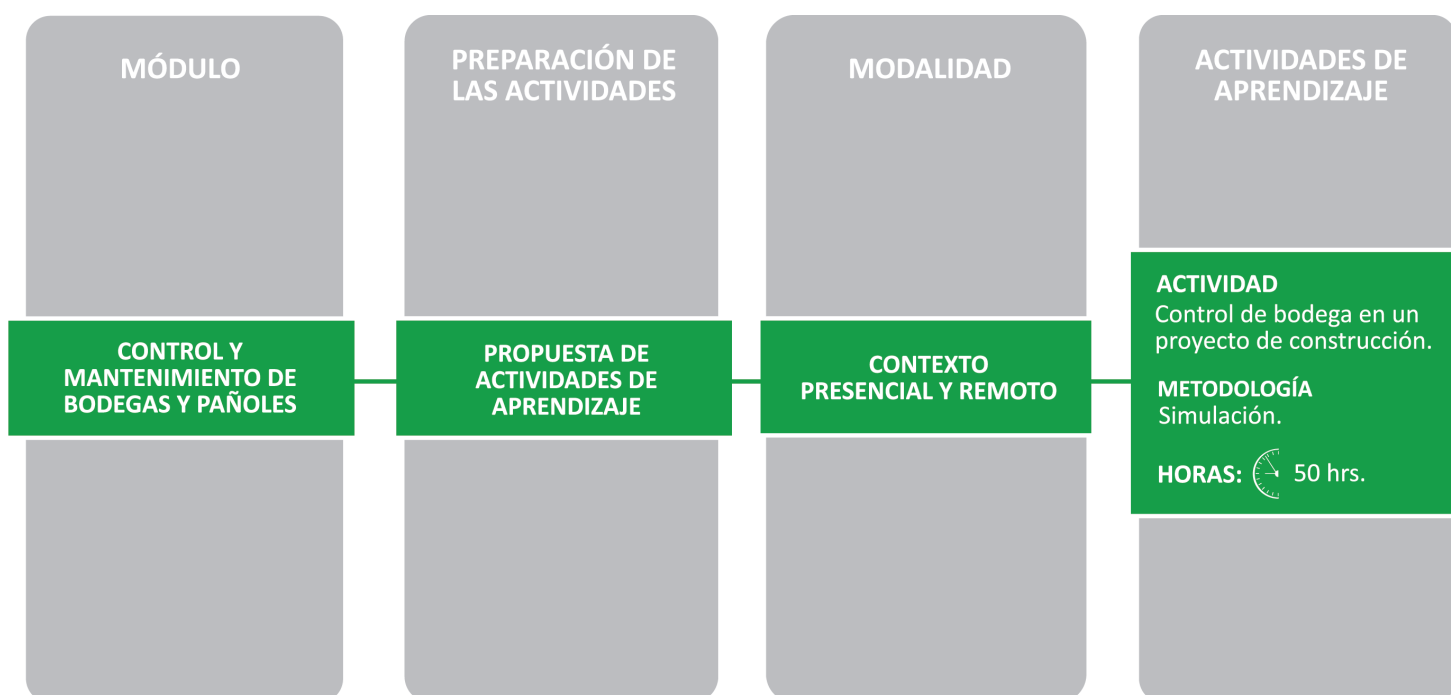 MÓDULO
PREPARACIÓN DE
LAS ACTIVIDADES
MODALIDAD
ACTIVIDADES DE
APRENDIZAJE
CONTROL Y
MANTENIMIENTO DE
BODEGAS Y PAÑOLES
PROPUESTA DE
ACTIVIDADES DE
APRENDIZAJE
CONTEXTO
PRESENCIAL Y REMOTO
ACTIVIDAD
Control de bodega en un
proyecto de construcción.
METODOLOGÍA
Simulación.
HORAS: 50 hrs.